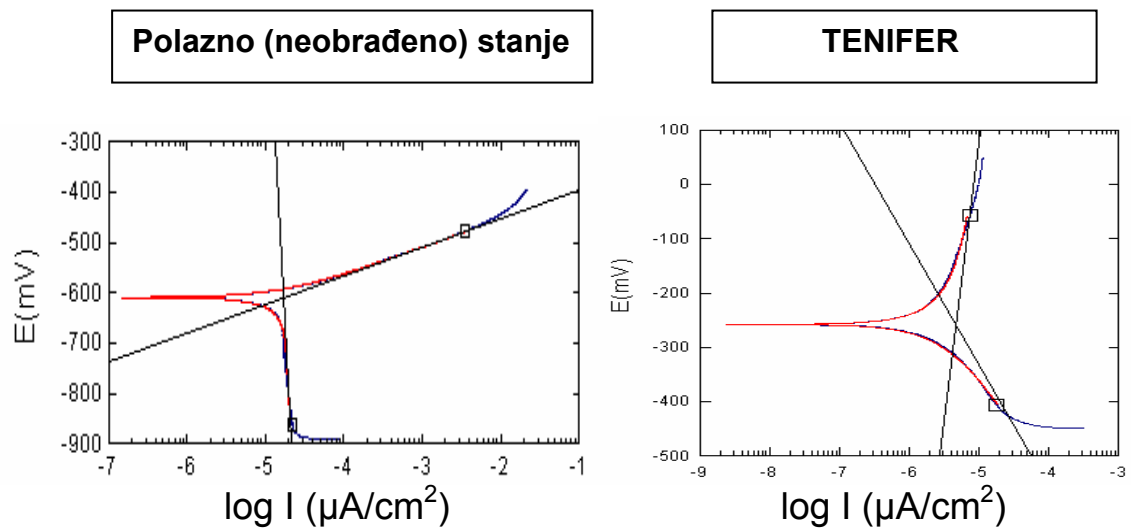 Polazno (neobrađeno) stanje
TENIFER
-300
-400
-500
-600
-700
-800
-900
E(mV)
-7 -6 -5 -4 -3 -2 -1
log I (µA/cm²)
100
0
-100
-200
-300
-400
-500
E(mV)
-9 -8 -7 -6 -5 -4 -3
log I (µA/cm²)